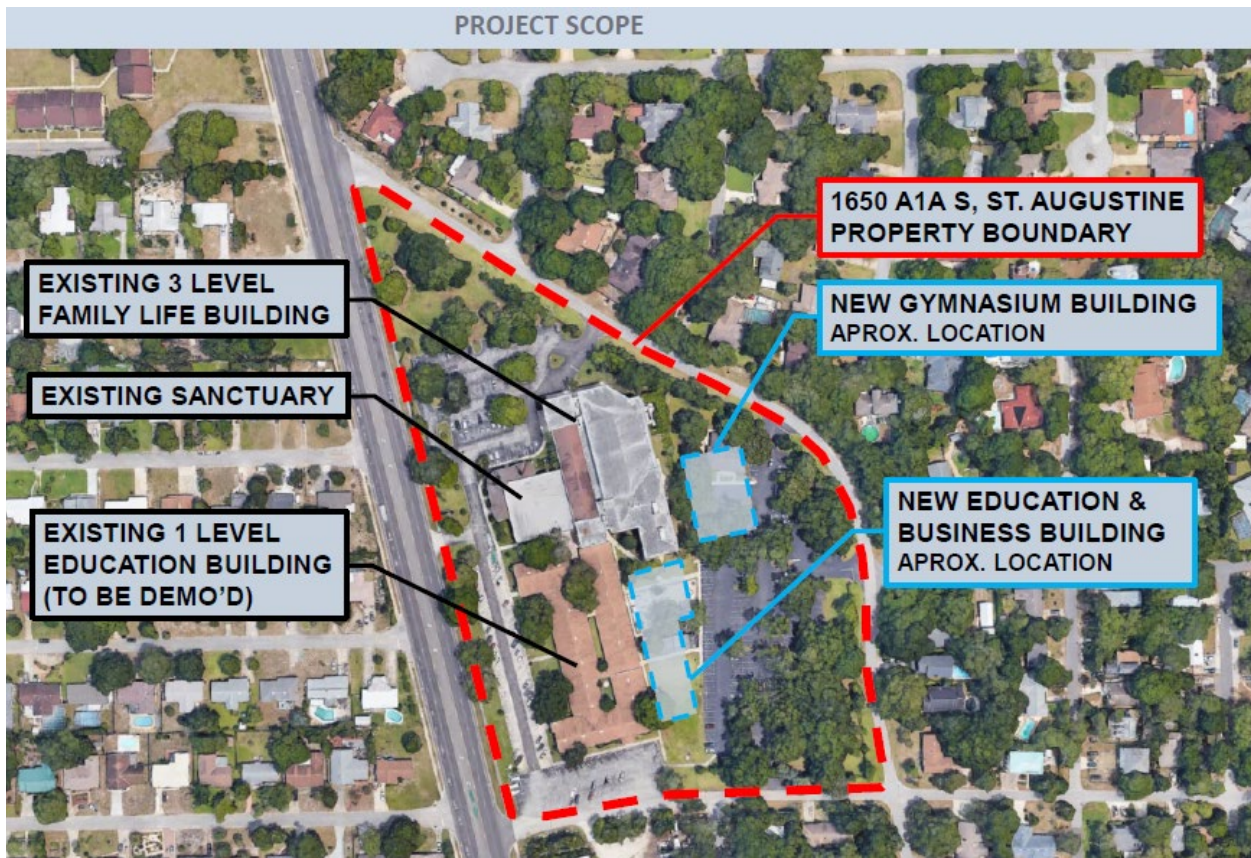 PROJECT SCOPE
1650 A1A S, ST. AUGUSTINE
PROPERTY BOUNDARY
EXISTING 3 LEVEL
FAMILY LIFE BUILDING
NEW GYMNASIUM BUILDING
APROX. LOCATION
EXISTING SANCTUARY
NEW EDUCATION &
BUSINESS BUILDING
APROX. LOCATION
EXISTING 1 LEVEL
EDUCATION BUILDING
(TO BE DEMO'D)